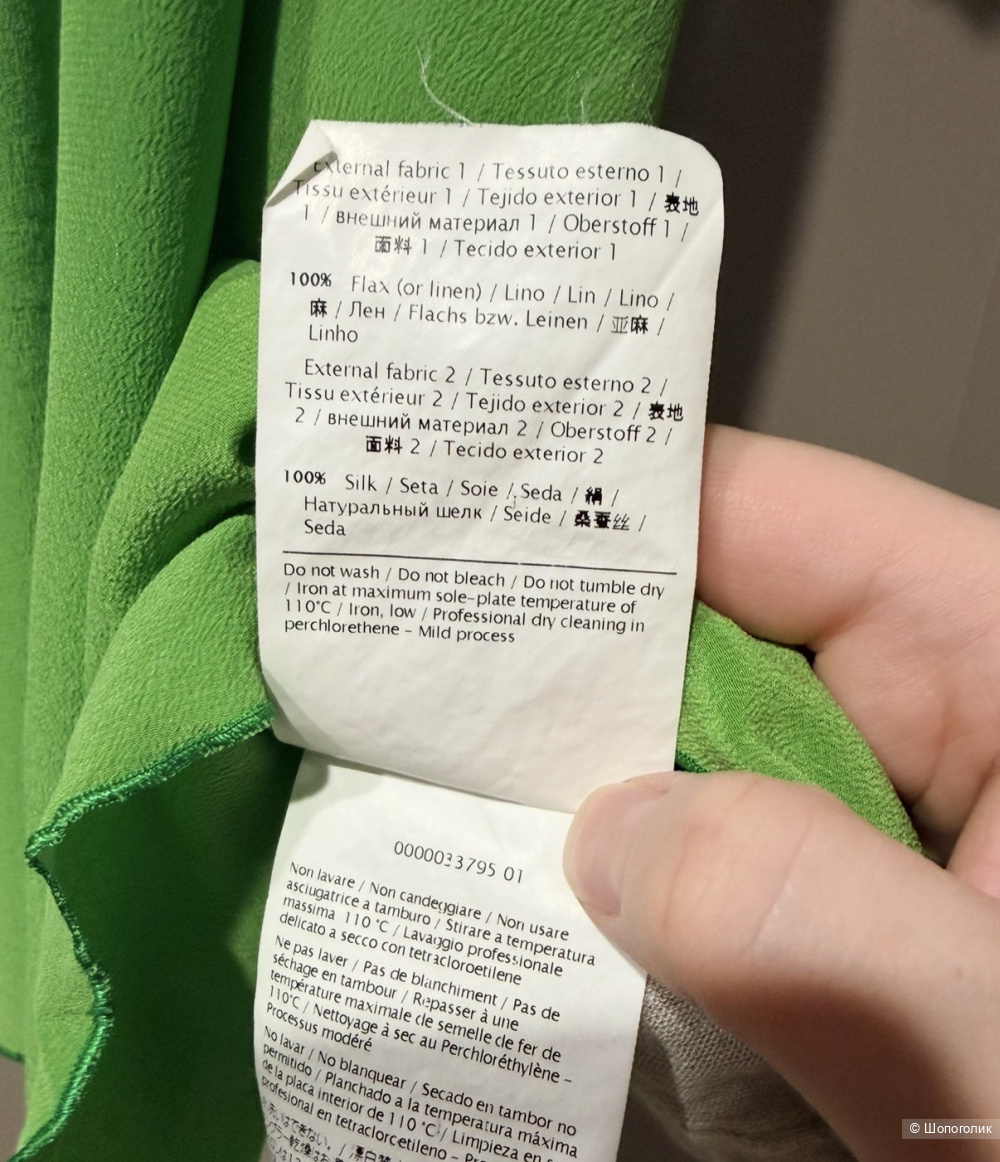 External fabric 1 / Tessuto esterno 1 /
Tissu extérieur 1 / Tejido exterior 1 / 表地
1 / внешний материал 1 / Oberstoff 1 /
面料 1 / Tecido exterior 1
100% Flax (or linen) / Lino / Lin / Lino /
麻 / Лен / Flachs bzw. Leinen / 亚麻 /
Linho
External fabric 2 / Tessuto esterno 2 /
Tissu extérieur 2 / Tejido exterior 2 / 表地
2 / внешний материал 2 / Oberstoff 2 /
面料 2 / Tecido exterior 2
100% Silk / Seta / Soie / Seda / 絹 /
Натуральный шелк / Seide / 桑蚕丝 /
Seda
Do not wash / Do not bleach / Do not tumble dry
/ Iron at maximum sole-plate temperature of
110°C / Iron, low / Professional dry cleaning in
perchlorethene - Mild process
0000033795 01
Non lavare / Non candeggiare / Non usare
asciugatrice a tamburo / Stirare a temperatura
massima 110 °C / Lavaggio professionale
delicato a secco con tetracloroetilene
Ne pas laver / Pas de blanchiment / Pas de
séchage en tambour / Repasser à une
température maximale de semelle de fer de
110°C / Nettoyage à sec au Perchloréthylène -
Processus modéré
No lavar / No blanquear / Secado en tambor no
permitido / Planchado a la temperatura máxima
de la placa interior de 110 °C / Limpieza en s
profesional en tetracloroetileno - Pro
© Шопоголик